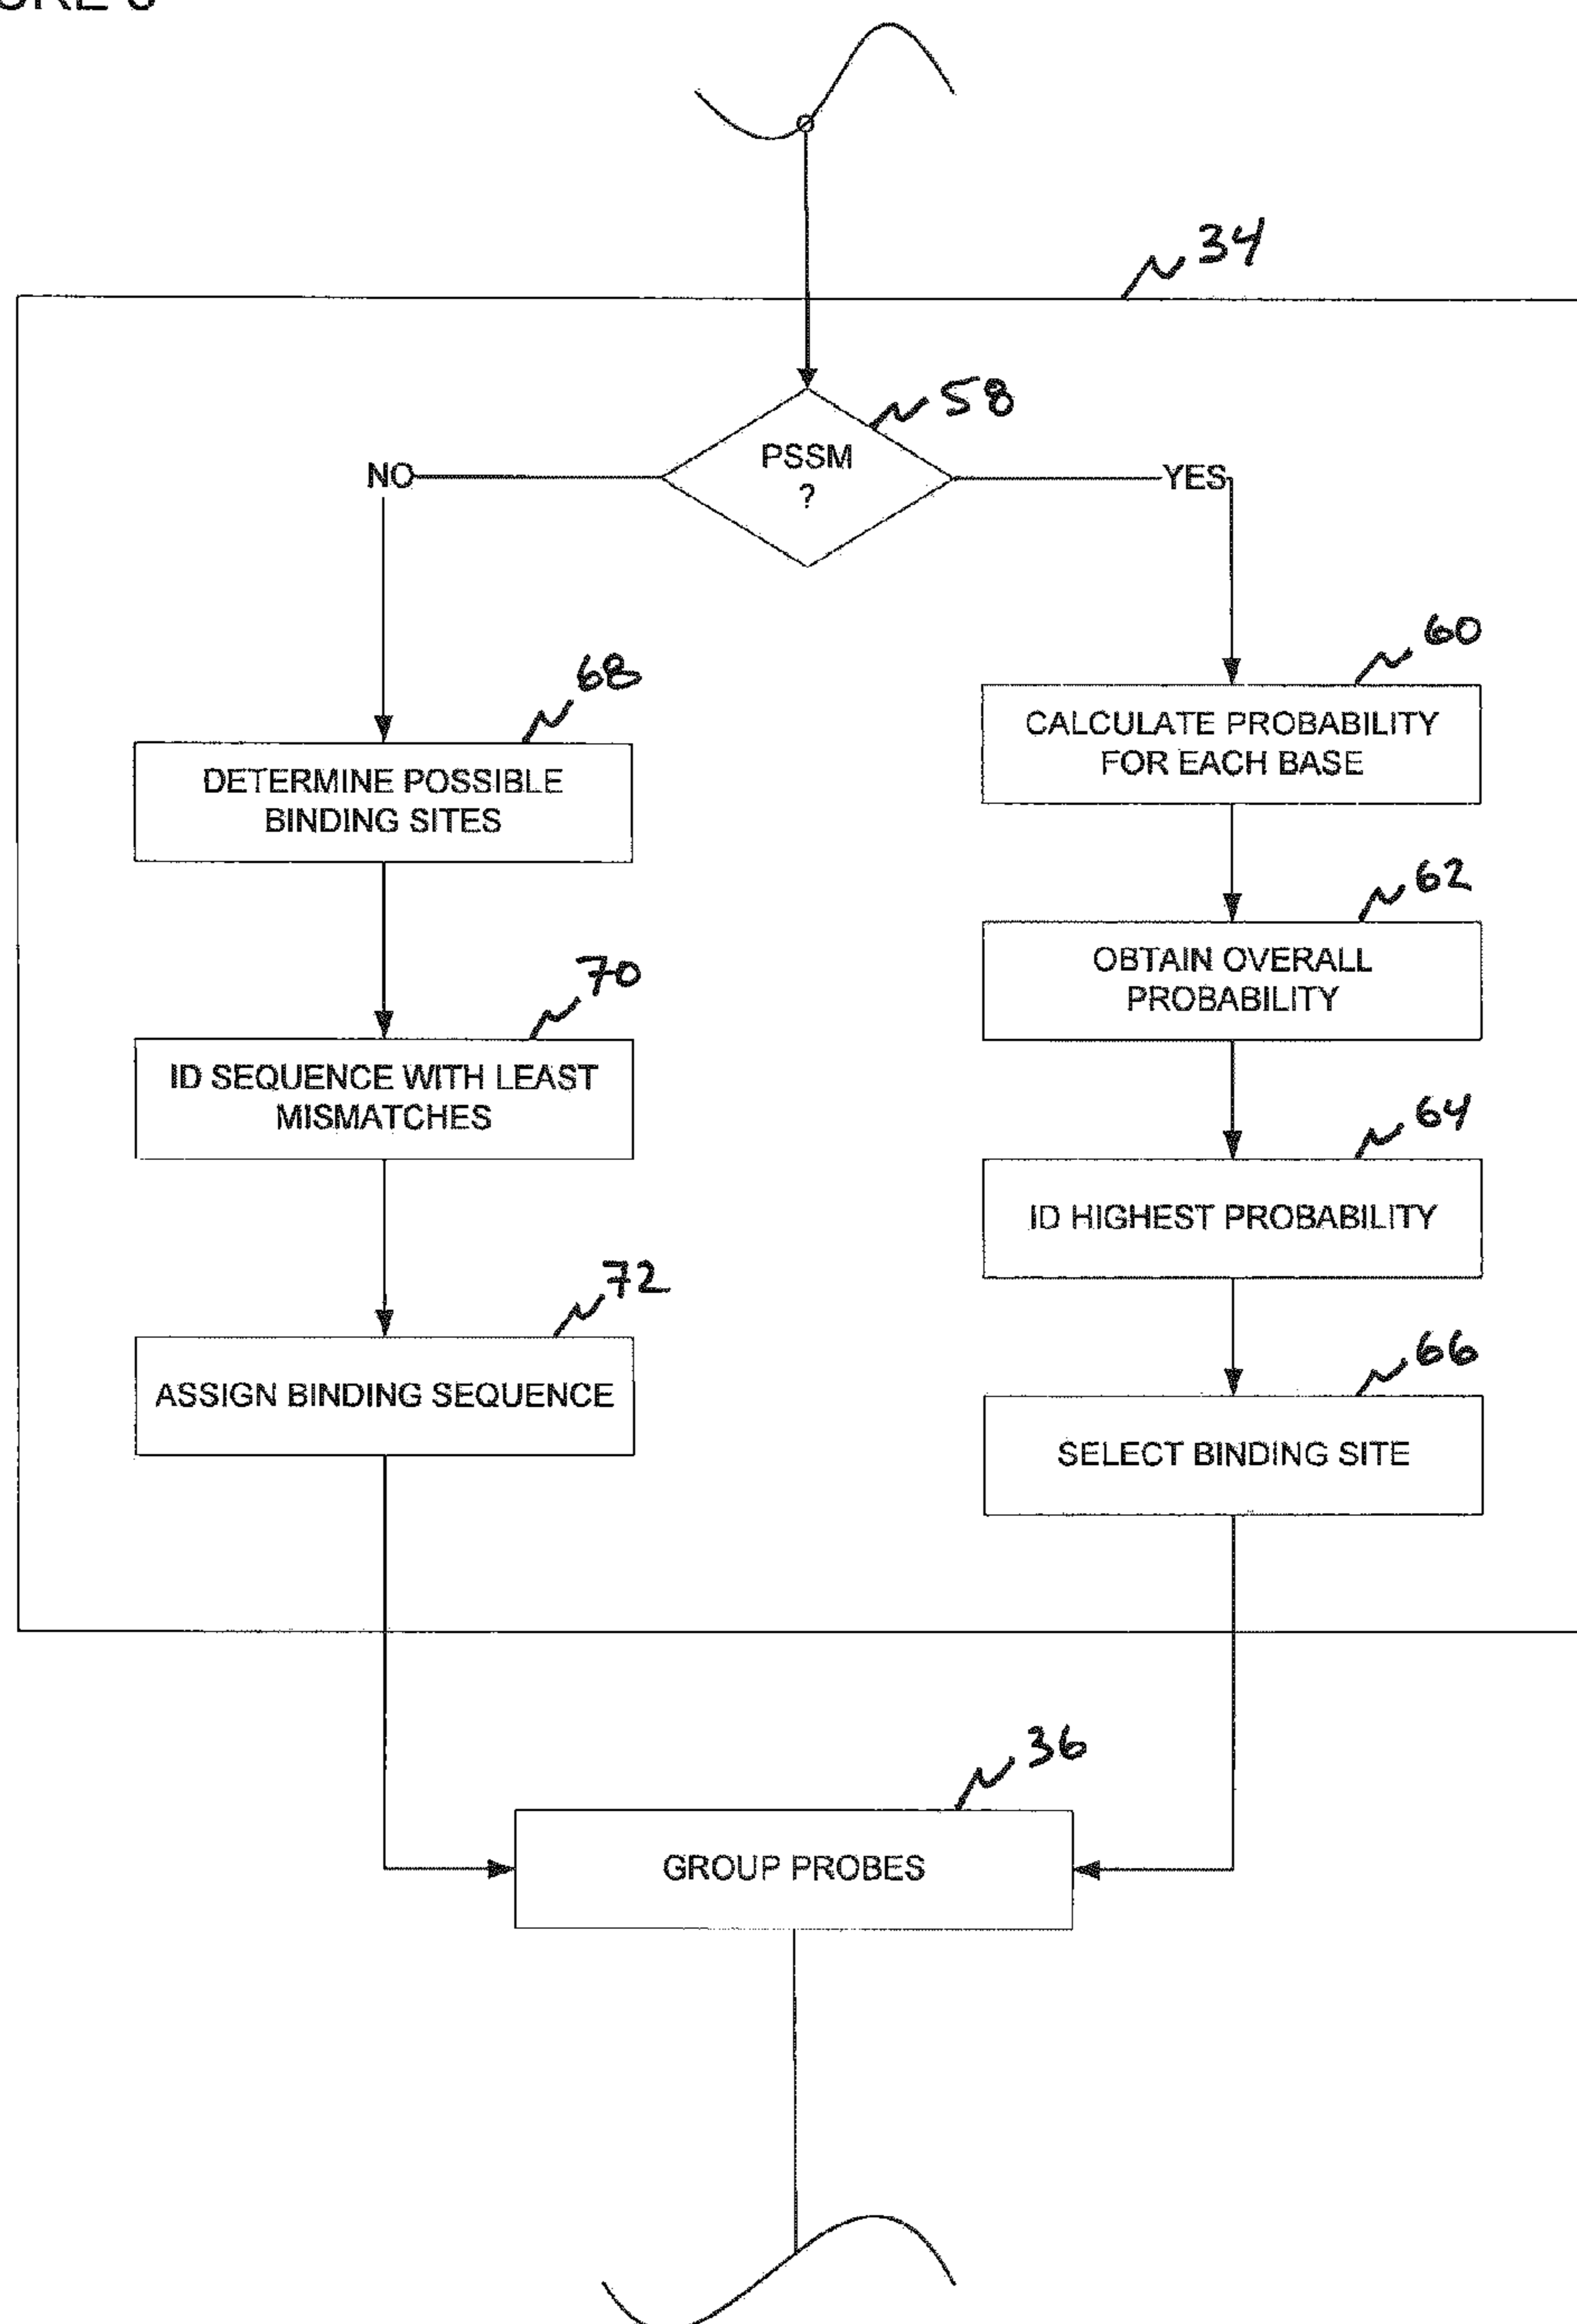 34
58
PSSM
?
NO
YES
60
68
CALCULATE PROBABILITY
FOR EACH BASE
DETERMINE POSSIBLE
BINDING SITES
62
OBTAIN OVERALL
PROBABILITY
70
ID SEQUENCE WITH LEAST
MISMATCHES
64
ID HIGHEST PROBABILITY
72
66
ASSIGN BINDING SEQUENCE
SELECT BINDING SITE
36
GROUP PROBES